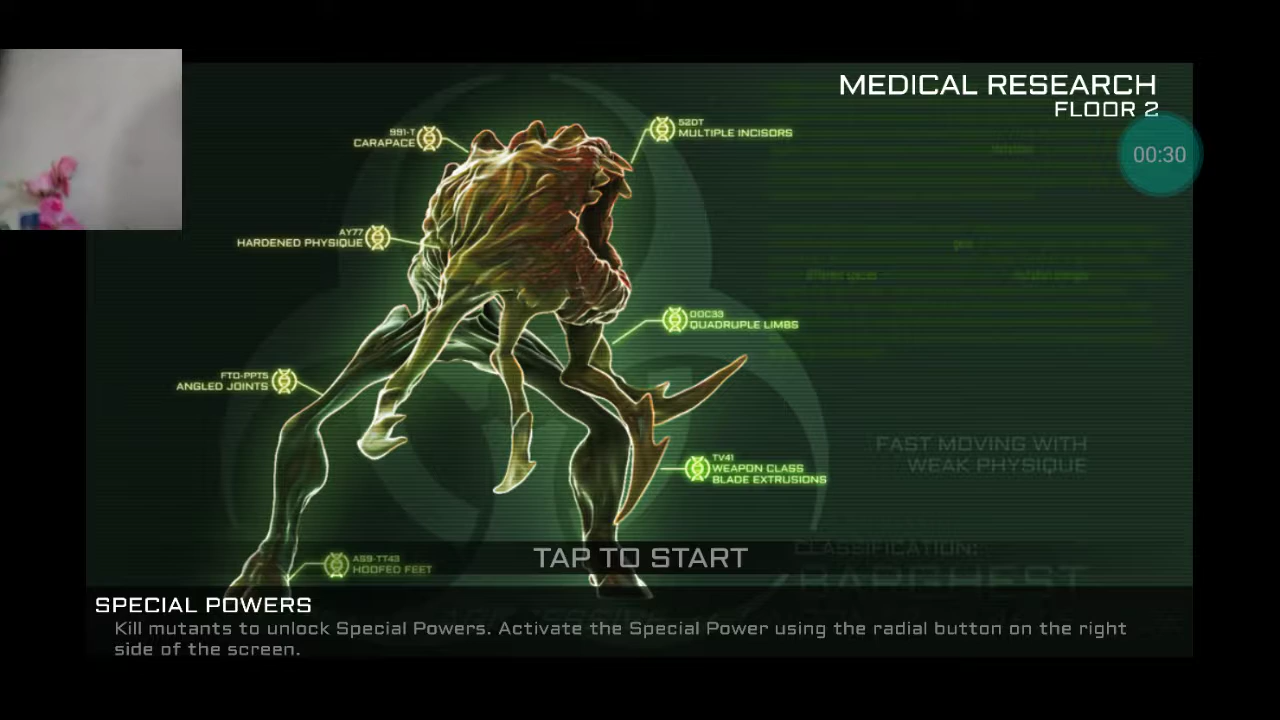 MEDICAL RESEARCH
FLOOR 2
00:30
991-T
CARAPACE
52DT
MULTIPLE INCISORS
AY77
HARDENED PHYSIQUE
OOC33
QUADRUPLE LIMBS
FTO-PPT5
ANGLED JOINTS
FAST MOVING WITH
WEAK PHYSIQUE
TV41
WEAPON CLASS
BLADE EXTRUSIONS
TAP TO START
CLASSIFICATION:
BARGHEST
AS9-TT43
HOOFED FEET
SPECIAL POWERS
Kill mutants to unlock Special Powers. Activate the Special Power using the radial button on the right
side of the screen.